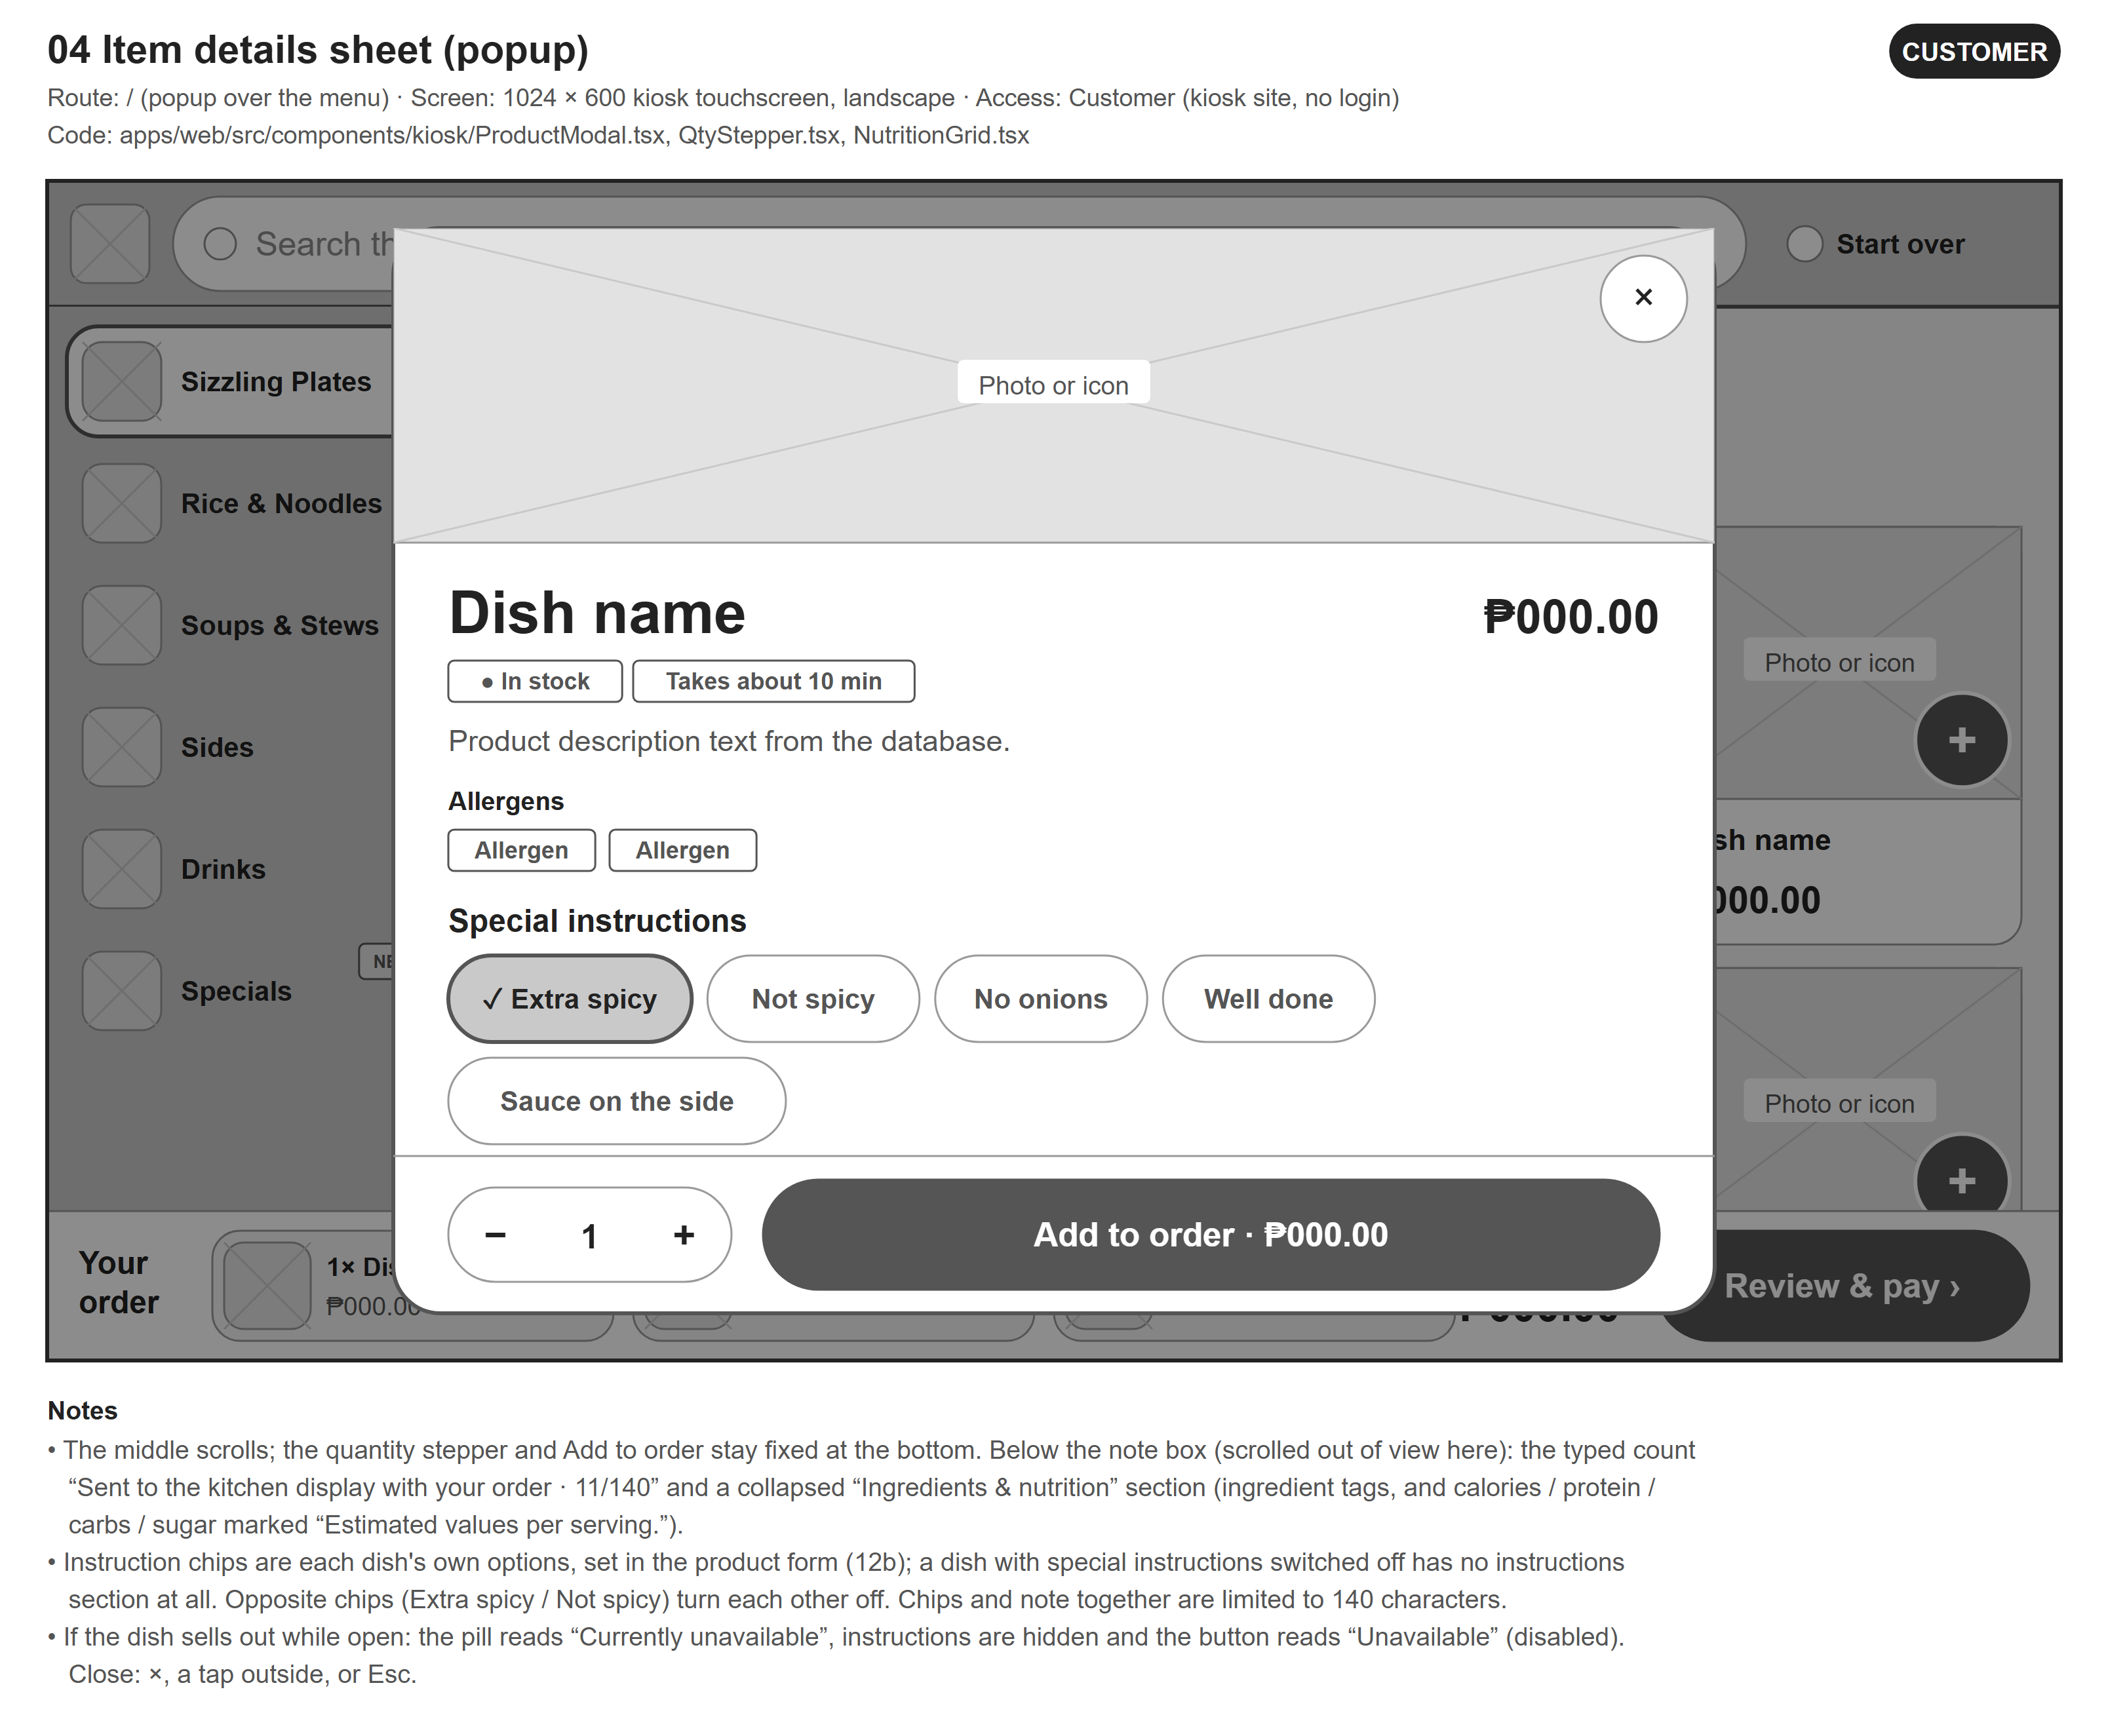 04 Item details sheet (popup)
CUSTOMER
Route: / (popup over the menu) · Screen: 1024 × 600 kiosk touchscreen, landscape · Access: Customer (kiosk site, no login)
Code: apps/web/src/components/kiosk/ProductModal.tsx, QtyStepper.tsx, NutritionGrid.tsx
Search
Start over
×
Photo or icon
Sizzling Plates
Rice & Noodles
Soups & Stews
Sides
Drinks
Specials
Dish name
₱000.00
● In stock
Takes about 10 min
Product description text from the database.
Allergens
Allergen
Allergen
Special instructions
✓ Extra spicy
Not spicy
No onions
Well done
Sauce on the side
− 1 +
Add to order · ₱000.00
Photo or icon
+
name
000.00
Photo or icon
+
Your
order
1×
₱000.00
Review & pay ›
Notes
• The middle scrolls; the quantity stepper and Add to order stay fixed at the bottom. Below the note box (scrolled out of view here): the typed count
“Sent to the kitchen display with your order · 11/140” and a collapsed “Ingredients & nutrition” section (ingredient tags, and calories / protein /
carbs / sugar marked “Estimated values per serving.”).
• Instruction chips are each dish's own options, set in the product form (12b); a dish with special instructions switched off has no instructions
section at all. Opposite chips (Extra spicy / Not spicy) turn each other off. Chips and note together are limited to 140 characters.
• If the dish sells out while open: the pill reads “Currently unavailable”, instructions are hidden and the button reads “Unavailable” (disabled).
Close: ×, a tap outside, or Esc.